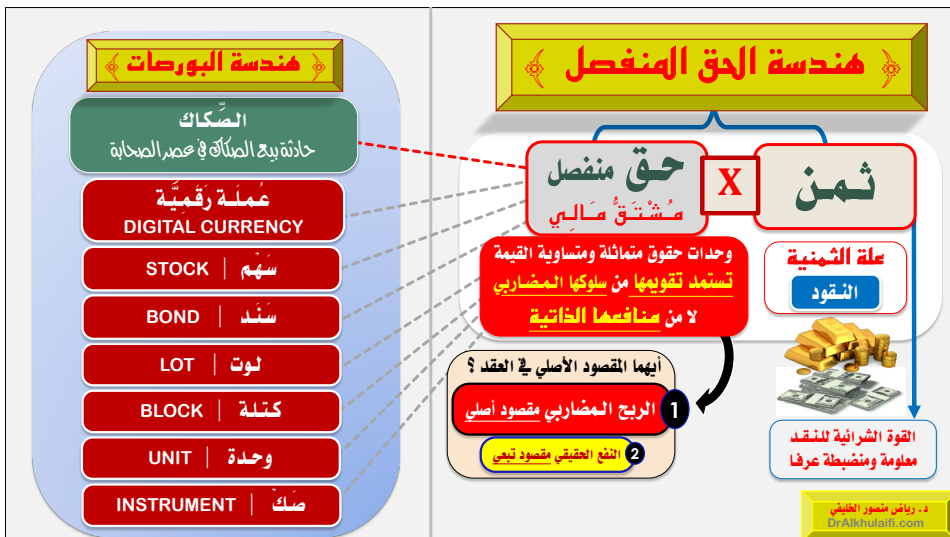 هندسة الحق المنفصل
ثمن
X
حق منفصل
مُشْتَقٌّ مَالِي
علة الثمنية
النقود
القوة الشرائية للنقد
معلومة ومنضبطة عرفا
وحدات حقوق متماثلة ومتساوية القيمة
تستمد تقويمها من سلوكها المضاربي
لا من منافعها الذاتية
أيهما المقصود الأصلي في العقد ؟
1 الربح المضاربي مقصود أصلي
2 النفع الحقيقي مقصود تبعي
د. رياض منصور الخليفي
DrAlkhulaifi.com
هندسة البورصات
الصِّكاك
حادثة بيع الصكاك في عصر الصحابة
عُملَة رَقَمِيَّة
DIGITAL CURRENCY
سَهْم | STOCK
سَنَد | BOND
لوت | LOT
كتلة | BLOCK
وحدة | UNIT
صَكّ | INSTRUMENT